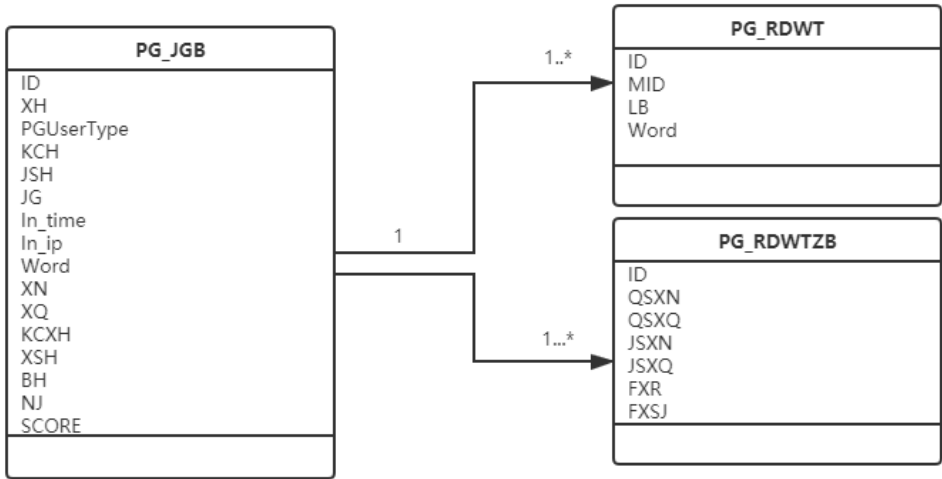 PG_JGB
ID
XH
PGUserType
KCH
JSH
JG
In_time
In_ip
Word
XN
XQ
KCXH
XSH
BH
NJ
SCORE
1
1..*
1...*
PG_RDWT
ID
MID
LB
Word
PG_RDWTZB
ID
QSXN
QSXQ
JSXN
JSXQ
FXR
FXSJ